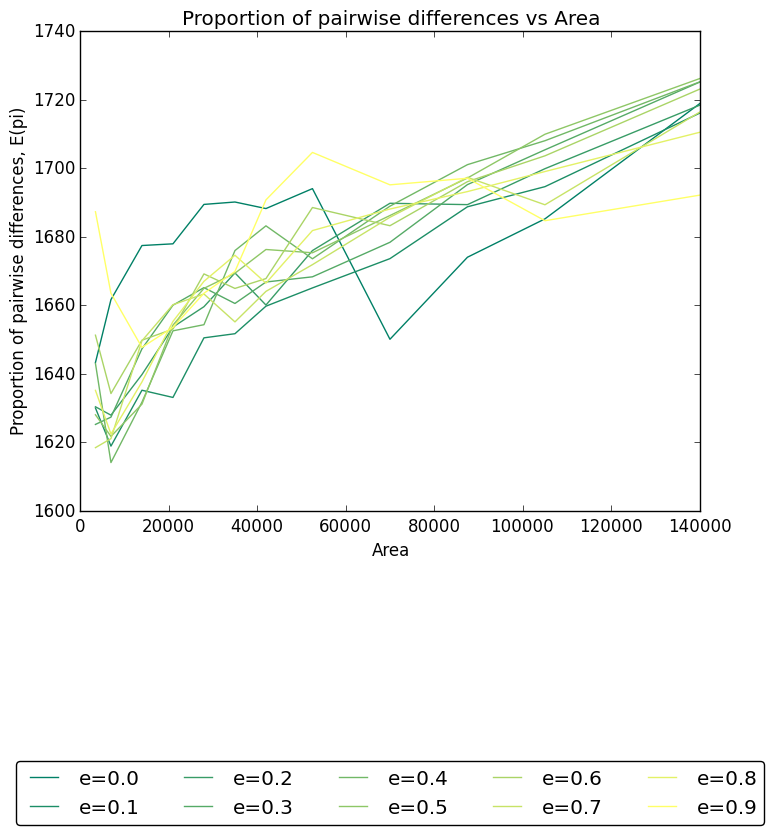 Proportion of pairwise differences vs Area
Proportion of pairwise differences, E(pi)
1740
1720
1700
1680
1660
1640
1620
1600
0 20000 40000 60000 80000 100000 120000 140000
Area
e=0.0 e=0.2 e=0.4 e=0.6 e=0.8
e=0.1 e=0.3 e=0.5 e=0.7 e=0.9